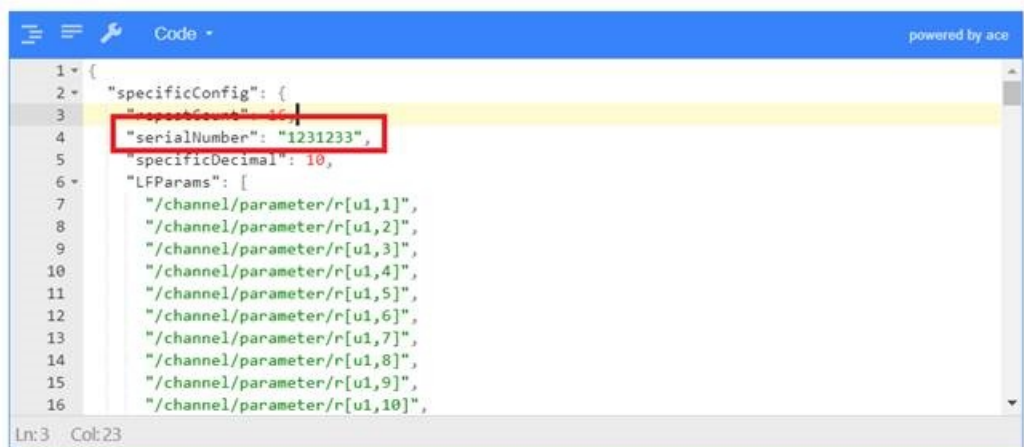 Code
powered by ace
1 {
2 "specificConfig": {
3 "repeatCount": 16,
4 "serialNumber": "1231233",
5 "specificDecimal": 10,
6 "LFParams": [
7 "/channel/parameter/r[u1,1]",
8 "/channel/parameter/r[u1,2]",
9 "/channel/parameter/r[u1,3]",
10 "/channel/parameter/r[u1,4]",
11 "/channel/parameter/r[u1,5]",
12 "/channel/parameter/r[u1,6]",
13 "/channel/parameter/r[u1,7]",
14 "/channel/parameter/r[u1,8]",
15 "/channel/parameter/r[u1,9]",
16 "/channel/parameter/r[u1,10]",
Ln:3 Col:23